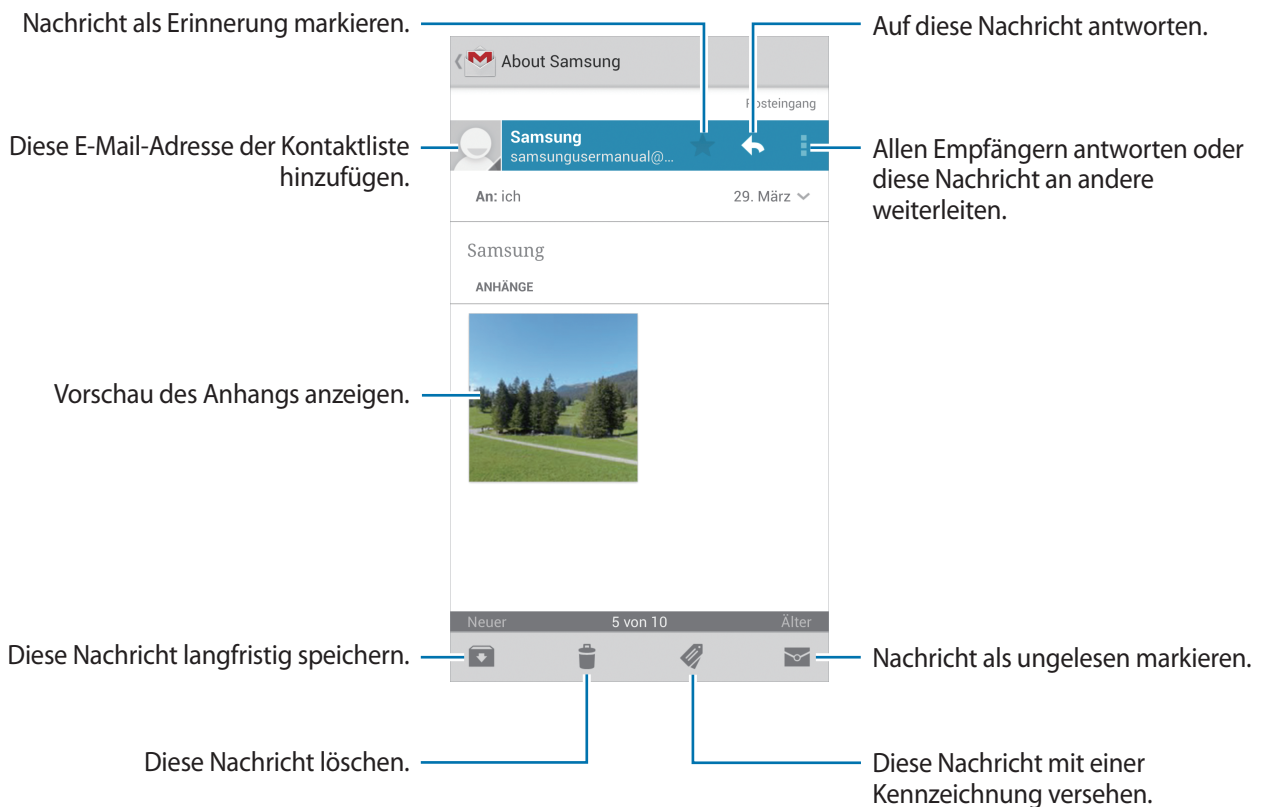 Nachricht als Erinnerung markieren.
Auf diese Nachricht antworten.
About Samsung
Posteingang
Diese E-Mail-Adresse der Kontaktliste
hinzufügen.
Samsung
samsungusermanual@...
Allen Empfängern antworten oder
diese Nachricht an andere
weiterleiten.
An: ich
29. März
Samsung
ANHÄNGE
Vorschau des Anhangs anzeigen.
Neuer
5 von 10
Älter
Diese Nachricht langfristig speichern.
Nachricht als ungelesen markieren.
Diese Nachricht löschen.
Diese Nachricht mit einer
Kennzeichnung versehen.